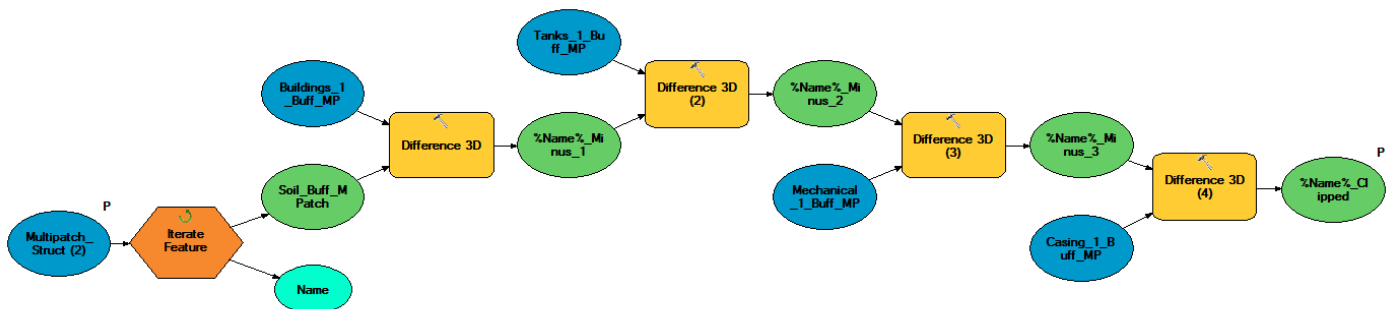 Tanks_1_Bu
ff_MP
Difference 3D
(2)
%Name%_Mi
nus_2
Buildings_1
_Buff_MP
Difference 3D
%Name%_Mi
nus_1
Difference 3D
(3)
%Name%_Mi
nus_3
P
Difference 3D
(4)
%Name%_Cl
ipped
Soil_Buff_M
Patch
Mechanical
_1_Buff_MP
P
Multipatch_
Struct (2)
Iterate
Feature
Casing_1_B
uff_MP
Name